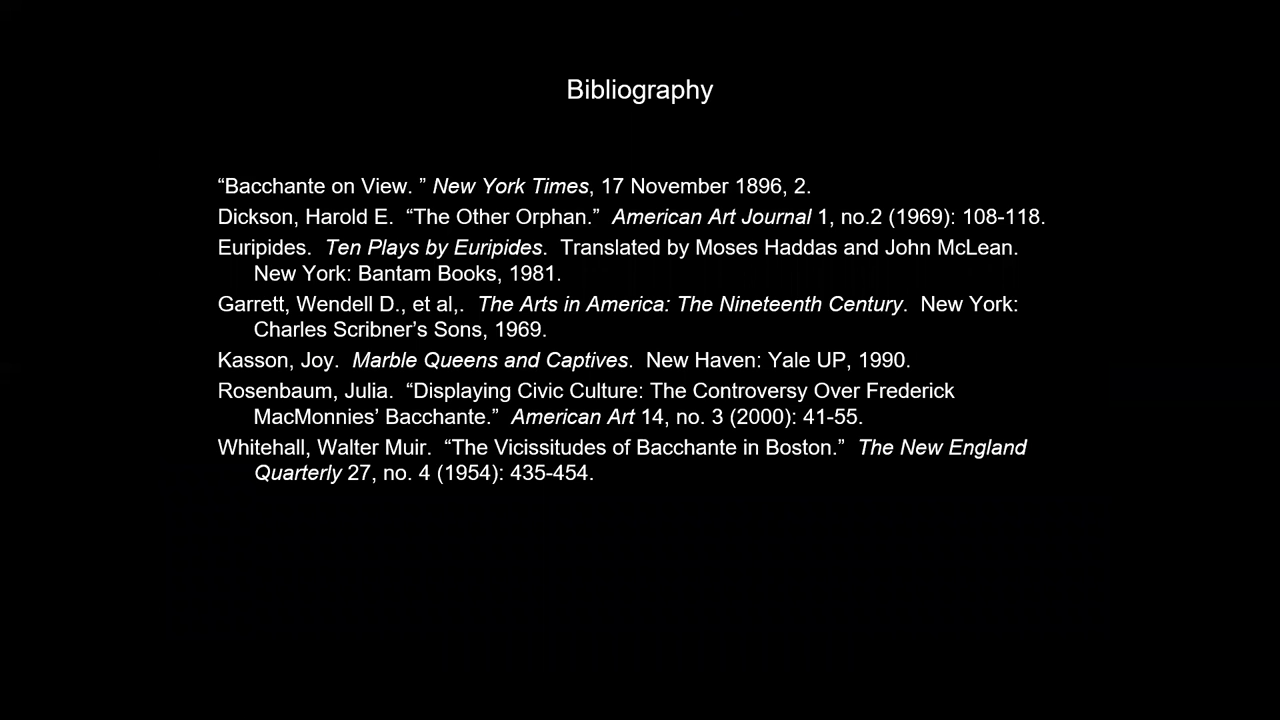 Bibliography
“Bacchante on View. ” New York Times, 17 November 1896, 2.
Dickson, Harold E. “The Other Orphan.” American Art Journal 1, no.2 (1969): 108-118.
Euripides. Ten Plays by Euripides. Translated by Moses Haddas and John McLean.
New York: Bantam Books, 1981.
Garrett, Wendell D., et al,. The Arts in America: The Nineteenth Century. New York:
Charles Scribner’s Sons, 1969.
Kasson, Joy. Marble Queens and Captives. New Haven: Yale UP, 1990.
Rosenbaum, Julia. “Displaying Civic Culture: The Controversy Over Frederick
MacMonnies’ Bacchante.” American Art 14, no. 3 (2000): 41-55.
Whitehall, Walter Muir. “The Vicissitudes of Bacchante in Boston.” The New England
Quarterly 27, no. 4 (1954): 435-454.